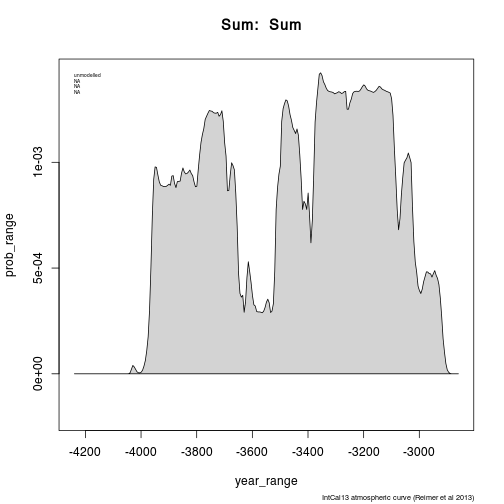 Sum:  Sum
unmodelled
NA
NA
NA
prob_range
1e-03
5e-04
0e+00
-4200 -4000 -3800 -3600 -3400 -3200 -3000
year_range
IntCal13 atmospheric curve (Reimer et al 2013)